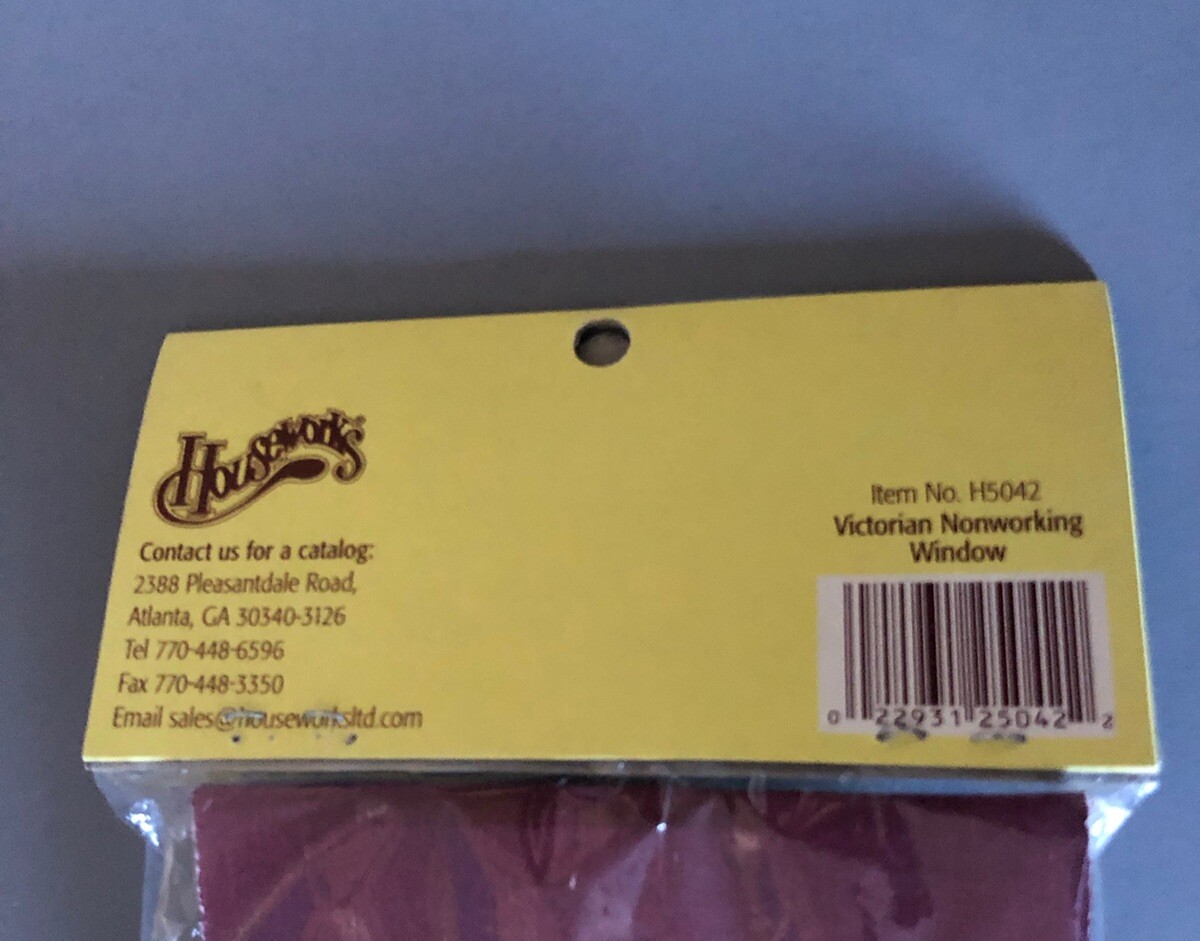 Houseworks®
Contact us for a catalog:
2388 Pleasantdale Road,
Atlanta, GA 30340-3126
Tel 770-448-6596
Fax 770-448-3350
Email sales@houseworksltd.com
Item No. H5042
Victorian Nonworking
Window
0 22931 25042 2